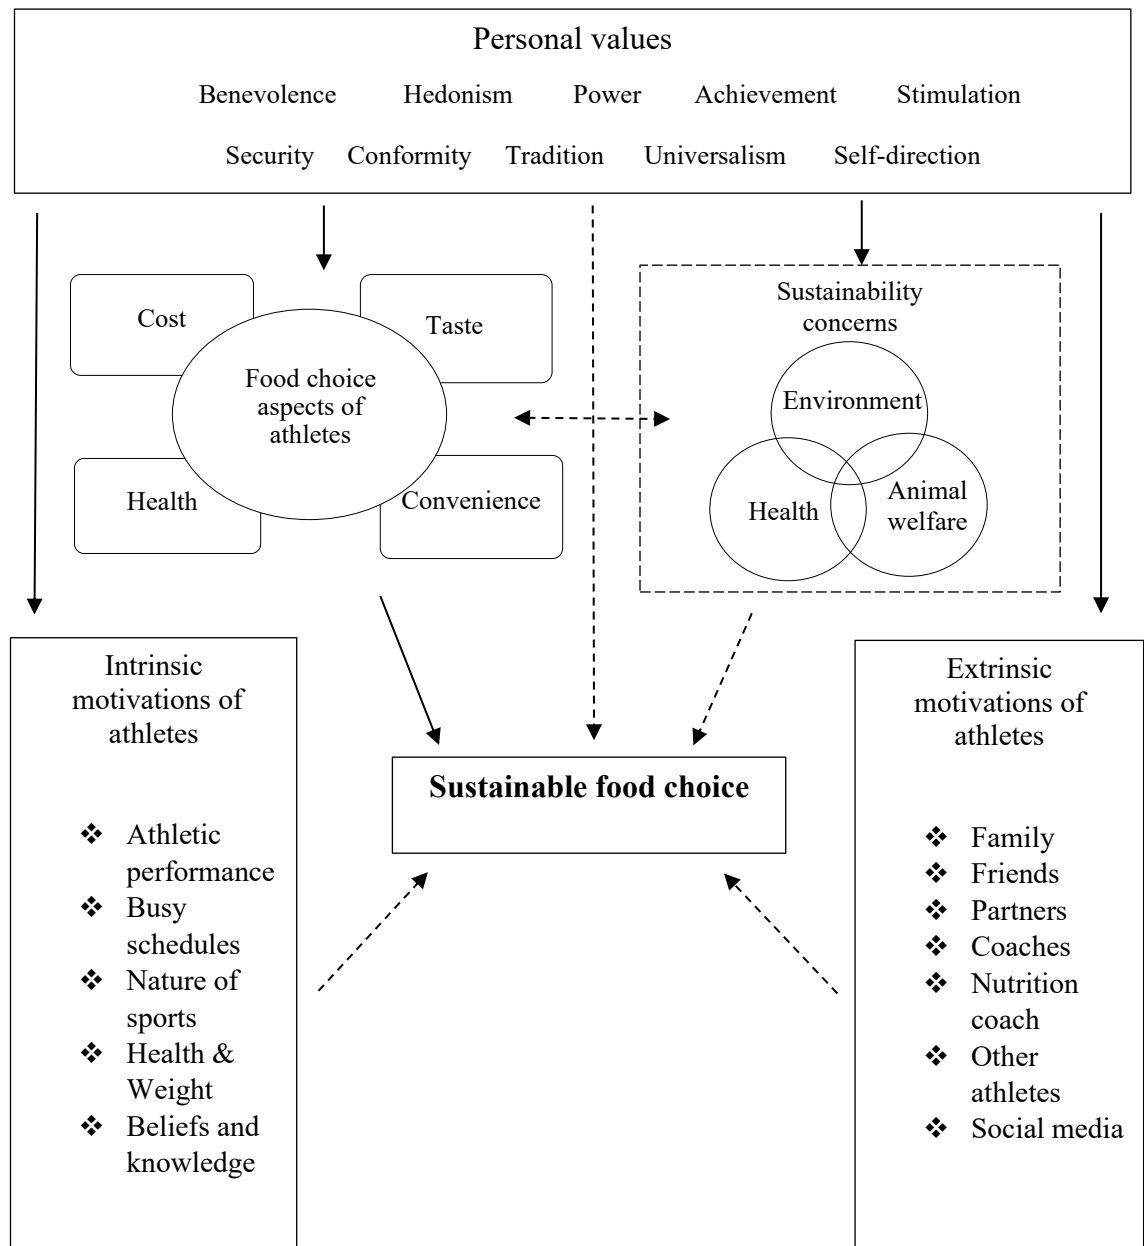 Personal values
Benevolence Hedonism Power Achievement Stimulation
Security Conformity Tradition Universalism Self-direction
Cost
Taste
Food choice
aspects of
athletes
Health
Convenience
Sustainability
concerns
Environment
Health
Animal
welfare
Intrinsic
motivations of
athletes
❖ Athletic
performance
❖ Busy
schedules
❖ Nature of
sports
❖ Health &
Weight
❖ Beliefs and
knowledge
Sustainable food choice
Extrinsic
motivations of
athletes
❖ Family
❖ Friends
❖ Partners
❖ Coaches
❖ Nutrition
coach
❖ Other
athletes
❖ Social media